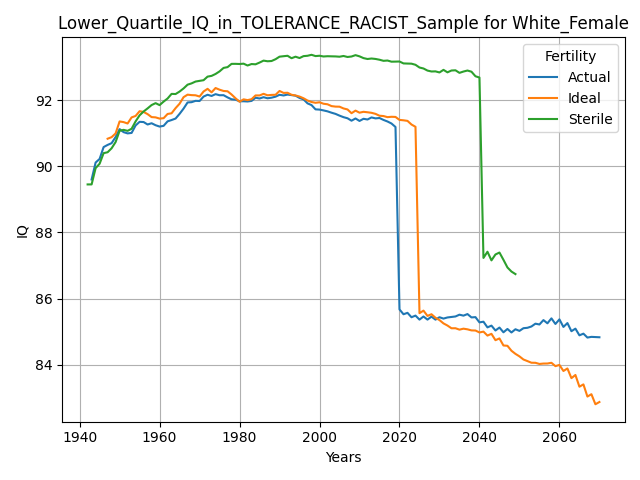 Lower_Quartile_IQ_in_TOLERANCE_RACIST_Sample for White_Female
Fertility
Actual
Ideal
Sterile
IQ
92
90
88
86
84
1940
1960
1980
2000
2020
2040
2060
Years